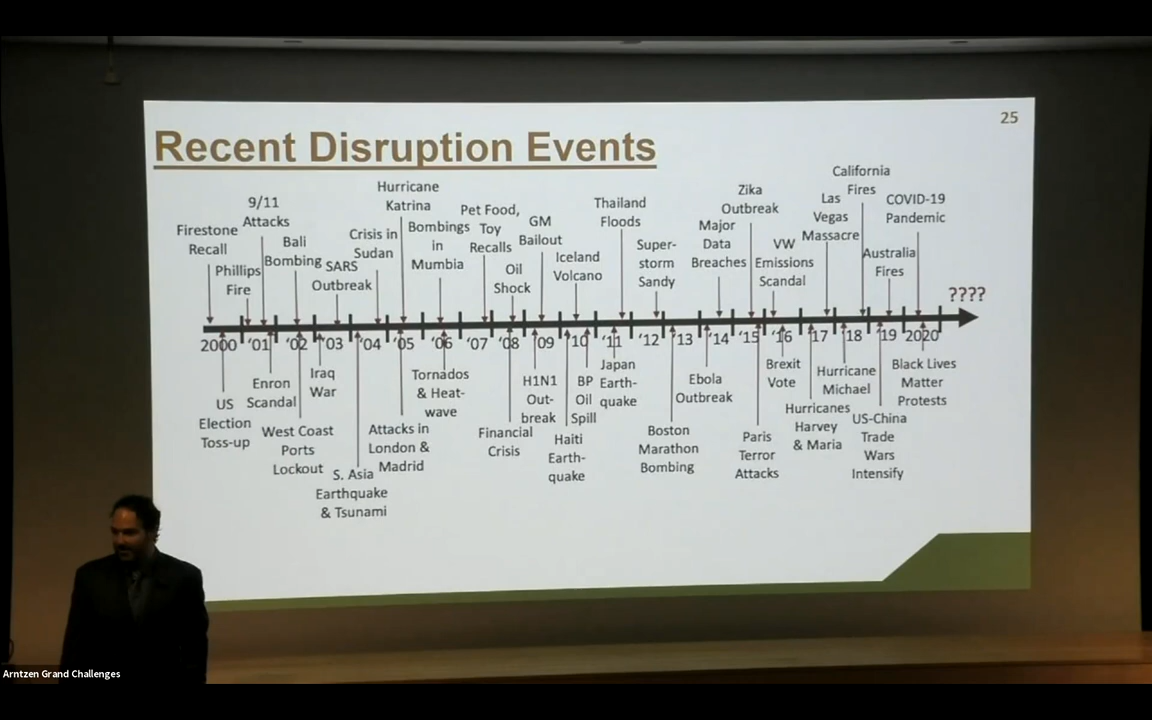 25
Recent Disruption Events
Firestone
Recall
Phillips
Fire
9/11
Attacks
Bali
Bombing
SARS
Outbreak
Crisis in
Sudan
Hurricane
Katrina
Bombings
in
Mumbia
Pet Food,
Toy
Recalls
Oil
Shock
GM
Bailout
Iceland
Volcano
Thailand
Floods
Super-
storm
Sandy
Major
Data
Breaches
Zika
Outbreak
VW
Emissions
Scandal
Las
Vegas
Massacre
California
Fires
Australia
Fires
COVID-19
Pandemic
????
2000 '01 '02 '03 '04 '05 '06 '07 '08 '09 '10 '11 '12 '13 '14 '15 '16 '17 '18 '19 2020
US
Election
Toss-up
Enron
Scandal
West Coast
Ports
Lockout
Iraq
War
S. Asia
Earthquake
& Tsunami
Attacks in
London &
Madrid
Tornados
& Heat-
wave
Financial
Crisis
H1N1
Out-
break
Haiti
Earth-
quake
BP
Oil
Spill
Japan
Earth-
quake
Boston
Marathon
Bombing
Ebola
Outbreak
Paris
Terror
Attacks
Brexit
Vote
Hurricanes
Harvey
& Maria
Hurricane
Michael
US-China
Trade
Wars
Intensify
Black Lives
Matter
Protests
Arntzen Grand Challenges